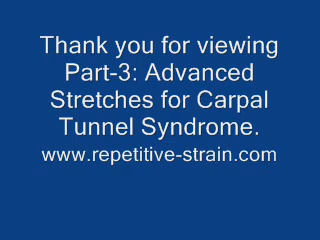 Thank you for viewing
Part-3: Advanced
Stretches for Carpal
Tunnel Syndrome.
www.repetitive-strain.com